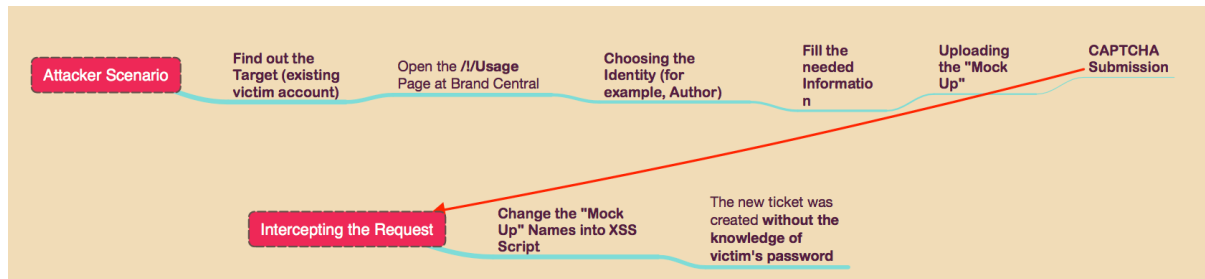 Attacker Scenario
Find out the
Target (existing
victim account)
Open the /I/Usage
Page at Brand Central
Choosing the
Identity (for
example, Author)
Fill the
needed
Informatio
n
Uploading
the "Mock
Up"
CAPTCHA
Submission
Intercepting the Request
Change the "Mock
Up" Names into XSS
Script
The new ticket was
created without the
knowledge of
victim's password